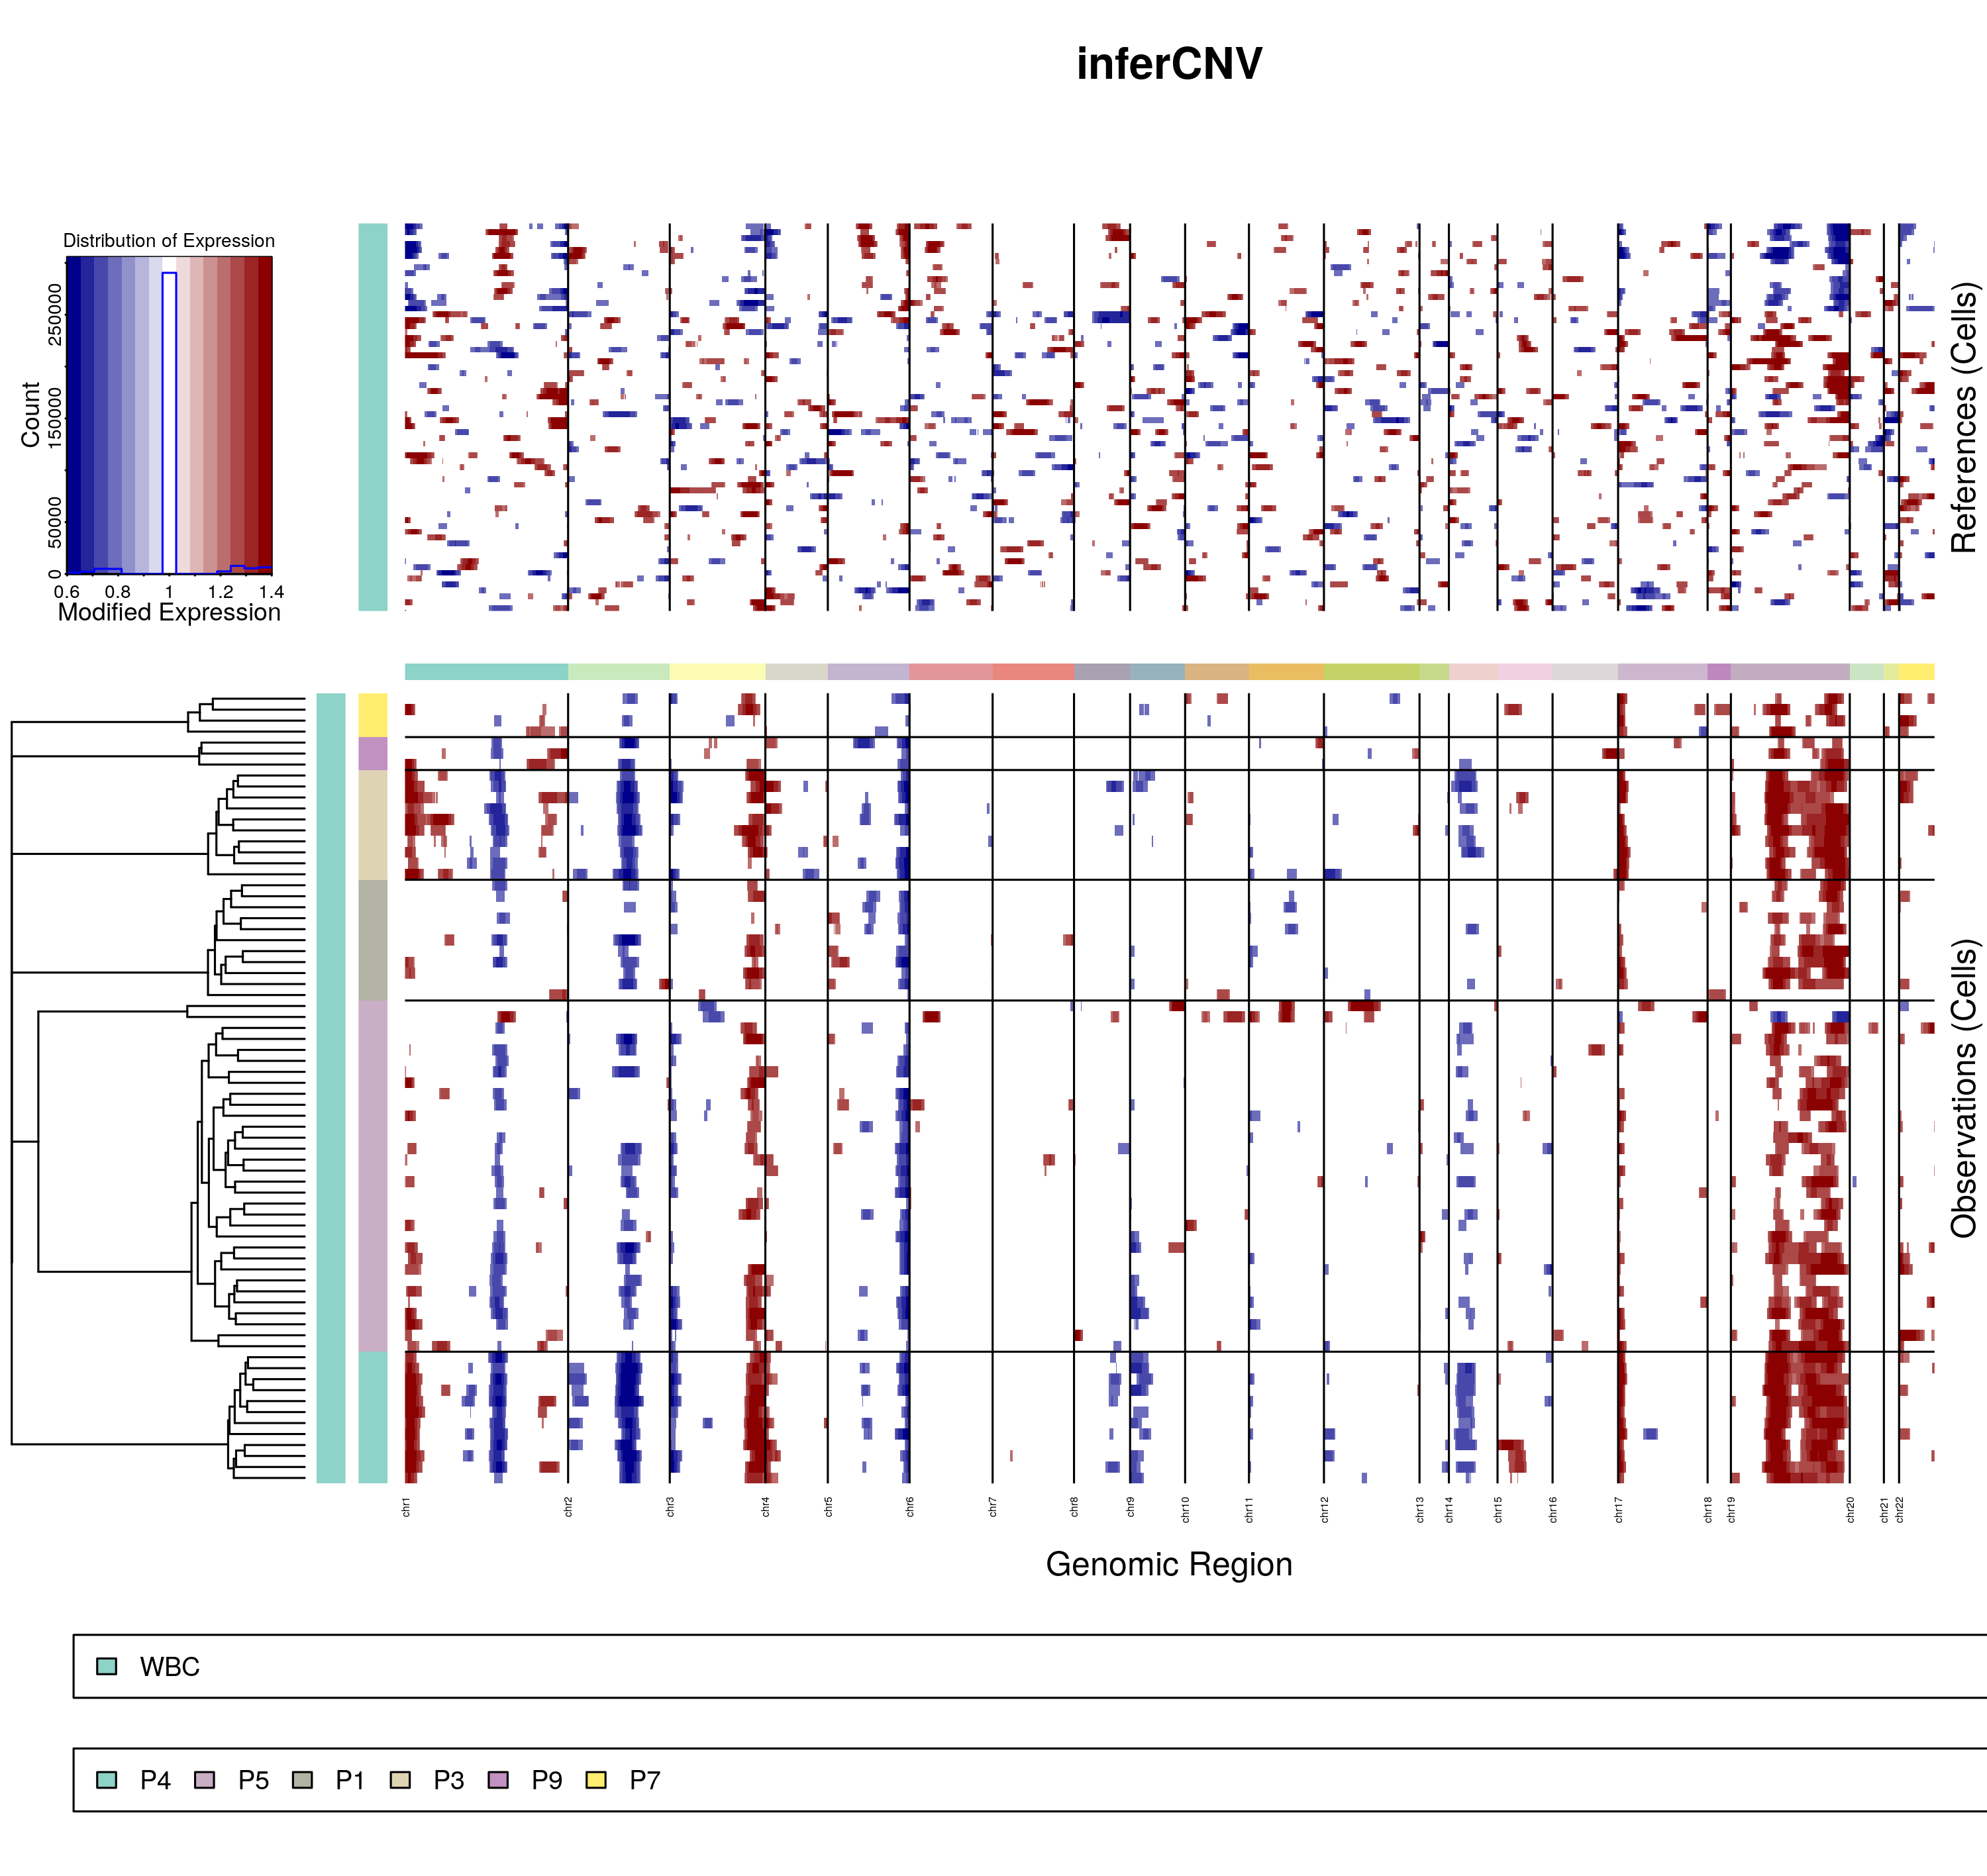 inferCNV
Distribution of Expression
Count
0 50000 150000 250000
0.6 0.8 1 1.2 1.4
Modified Expression
References (Cells)
Observations (Cells)
chr1 chr2 chr3 chr4 chr5 chr6 chr7 chr8 chr9 chr10 chr11 chr12 chr13 chr14 chr15 chr16 chr17 chr18 chr19 chr20 chr21 chr22
Genomic Region
WBC
P4 P5 P1 P3 P9 P7